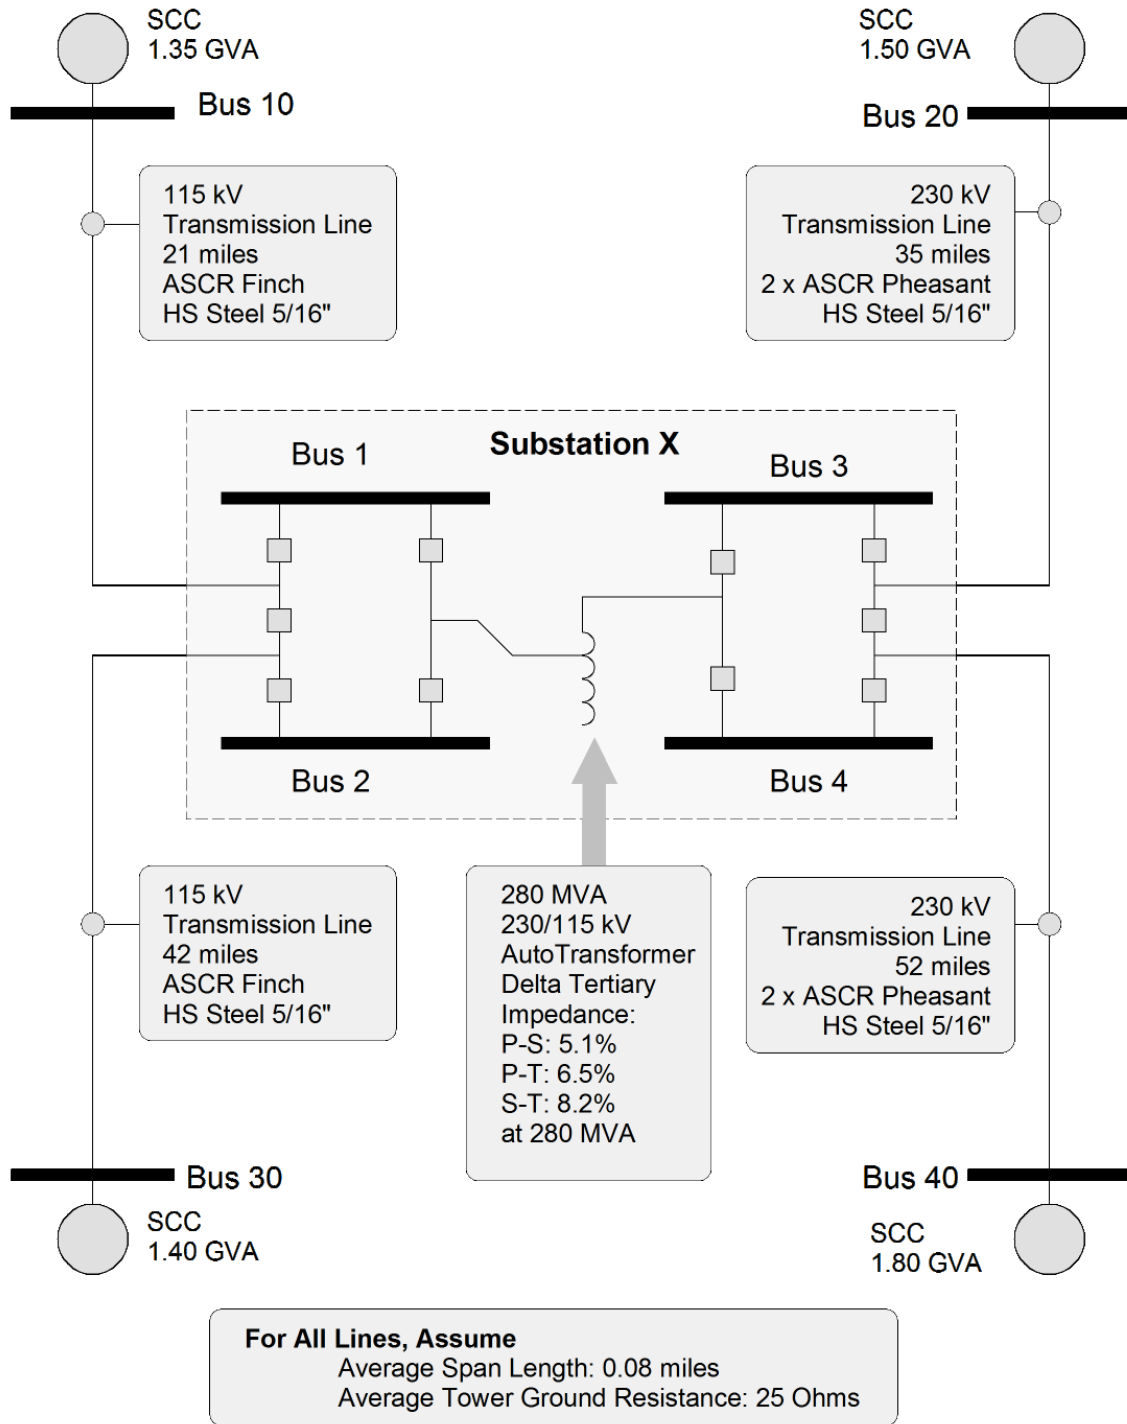 SCC
1.35 GVA
Bus 10
SCC
1.50 GVA
Bus 20
115 kV
Transmission Line
21 miles
ASCR Finch
HS Steel 5/16"
230 kV
Transmission Line
35 miles
2 x ASCR Pheasant
HS Steel 5/16"
Substation X
Bus 1
Bus 3
Bus 2
Bus 4
115 kV
Transmission Line
42 miles
ASCR Finch
HS Steel 5/16"
280 MVA
230/115 kV
AutoTransformer
Delta Tertiary
Impedance:
P-S: 5.1%
P-T: 6.5%
S-T: 8.2%
at 280 MVA
230 kV
Transmission Line
52 miles
2 x ASCR Pheasant
HS Steel 5/16"
Bus 30
SCC
1.40 GVA
Bus 40
SCC
1.80 GVA
For All Lines, Assume
Average Span Length: 0.08 miles
Average Tower Ground Resistance: 25 Ohms